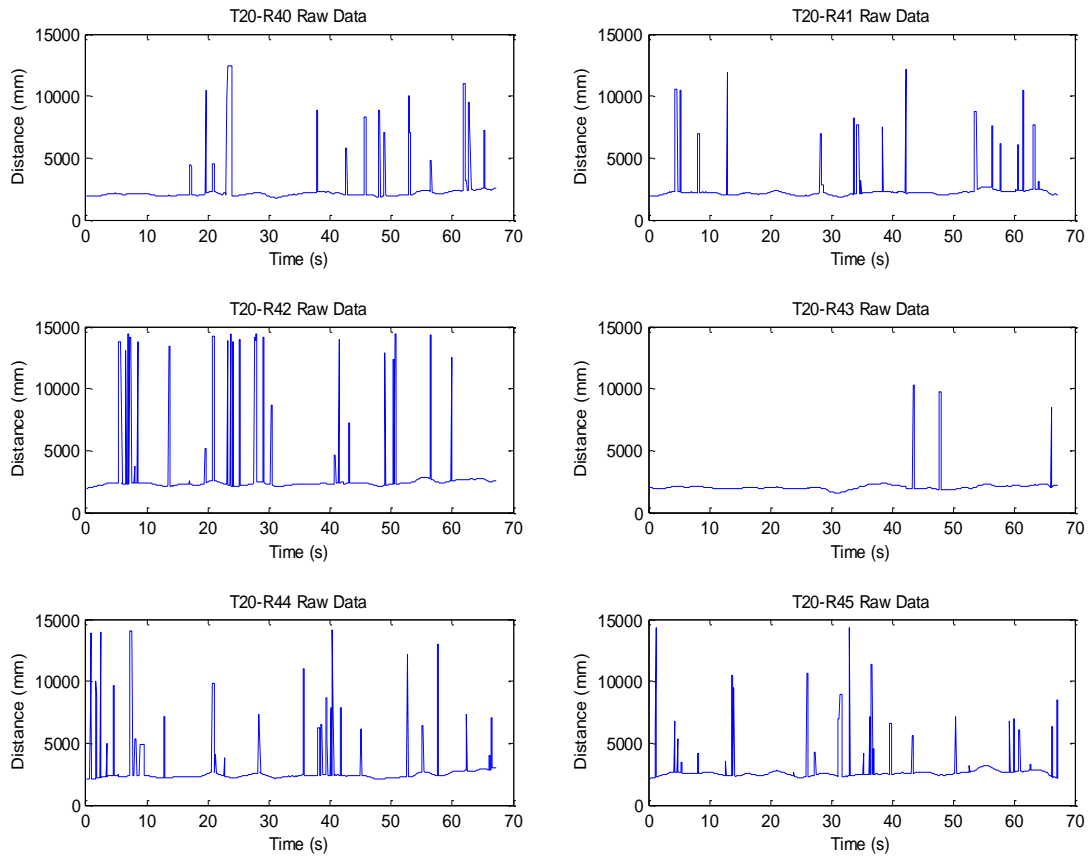 T20-R40 Raw Data
15000
10000
5000
0
Distance (mm)
0 10 20 30 40 50 60 70
Time (s)
T20-R41 Raw Data
15000
10000
5000
0
Distance (mm)
0 10 20 30 40 50 60 70
Time (s)
T20-R42 Raw Data
15000
10000
5000
0
Distance (mm)
0 10 20 30 40 50 60 70
Time (s)
T20-R43 Raw Data
15000
10000
5000
0
Distance (mm)
0 10 20 30 40 50 60 70
Time (s)
T20-R44 Raw Data
15000
10000
5000
0
Distance (mm)
0 10 20 30 40 50 60 70
Time (s)
T20-R45 Raw Data
15000
10000
5000
0
Distance (mm)
0 10 20 30 40 50 60 70
Time (s)